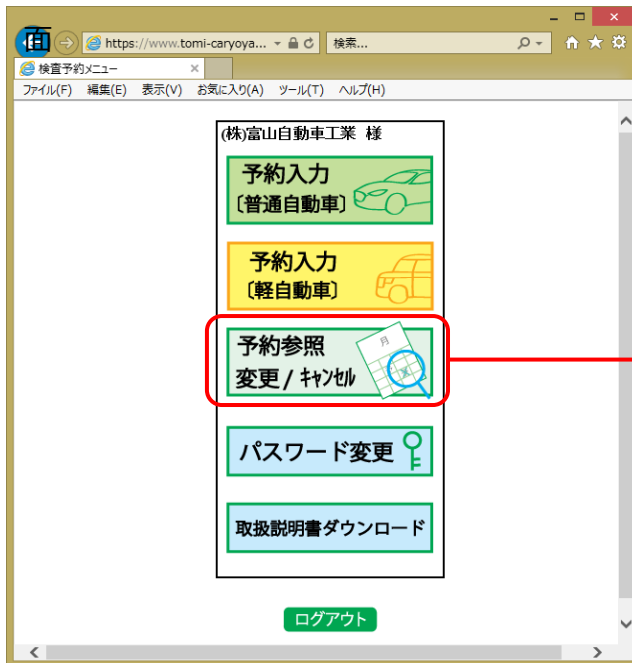 面
https://www.tomi-caryoya... 検索...
検査予約メニュー
ファイル(F) 編集(E) 表示(V) お気に入り(A) ツール(T) ヘルプ(H)
(株)富山自動車工業 様
予約入力
〔普通自動車〕
予約入力
〔軽自動車〕
予約参照
変更 / ｷｬﾝｾﾙ
月
パスワード変更
取扱説明書ダウンロード
ログアウト